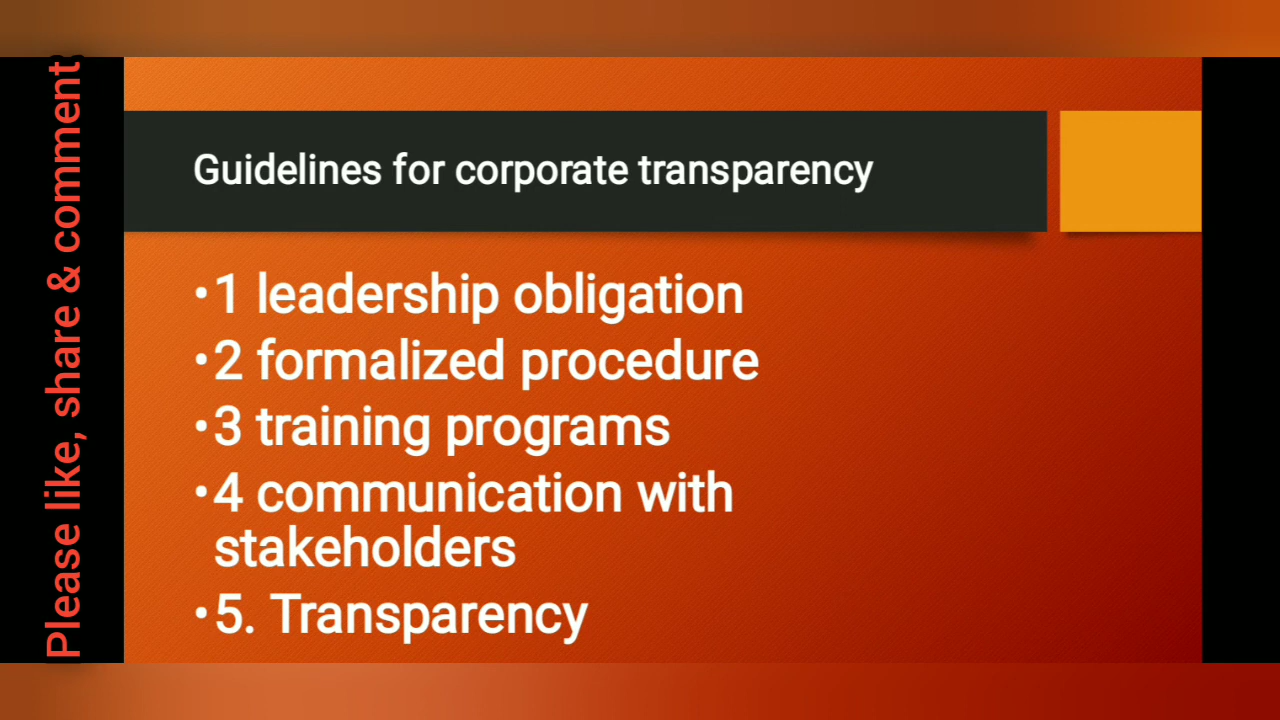 Guidelines for corporate transparency
•1 leadership obligation
•2 formalized procedure
•3 training programs
•4 communication with
stakeholders
•5. Transparency
Please like, share & comment